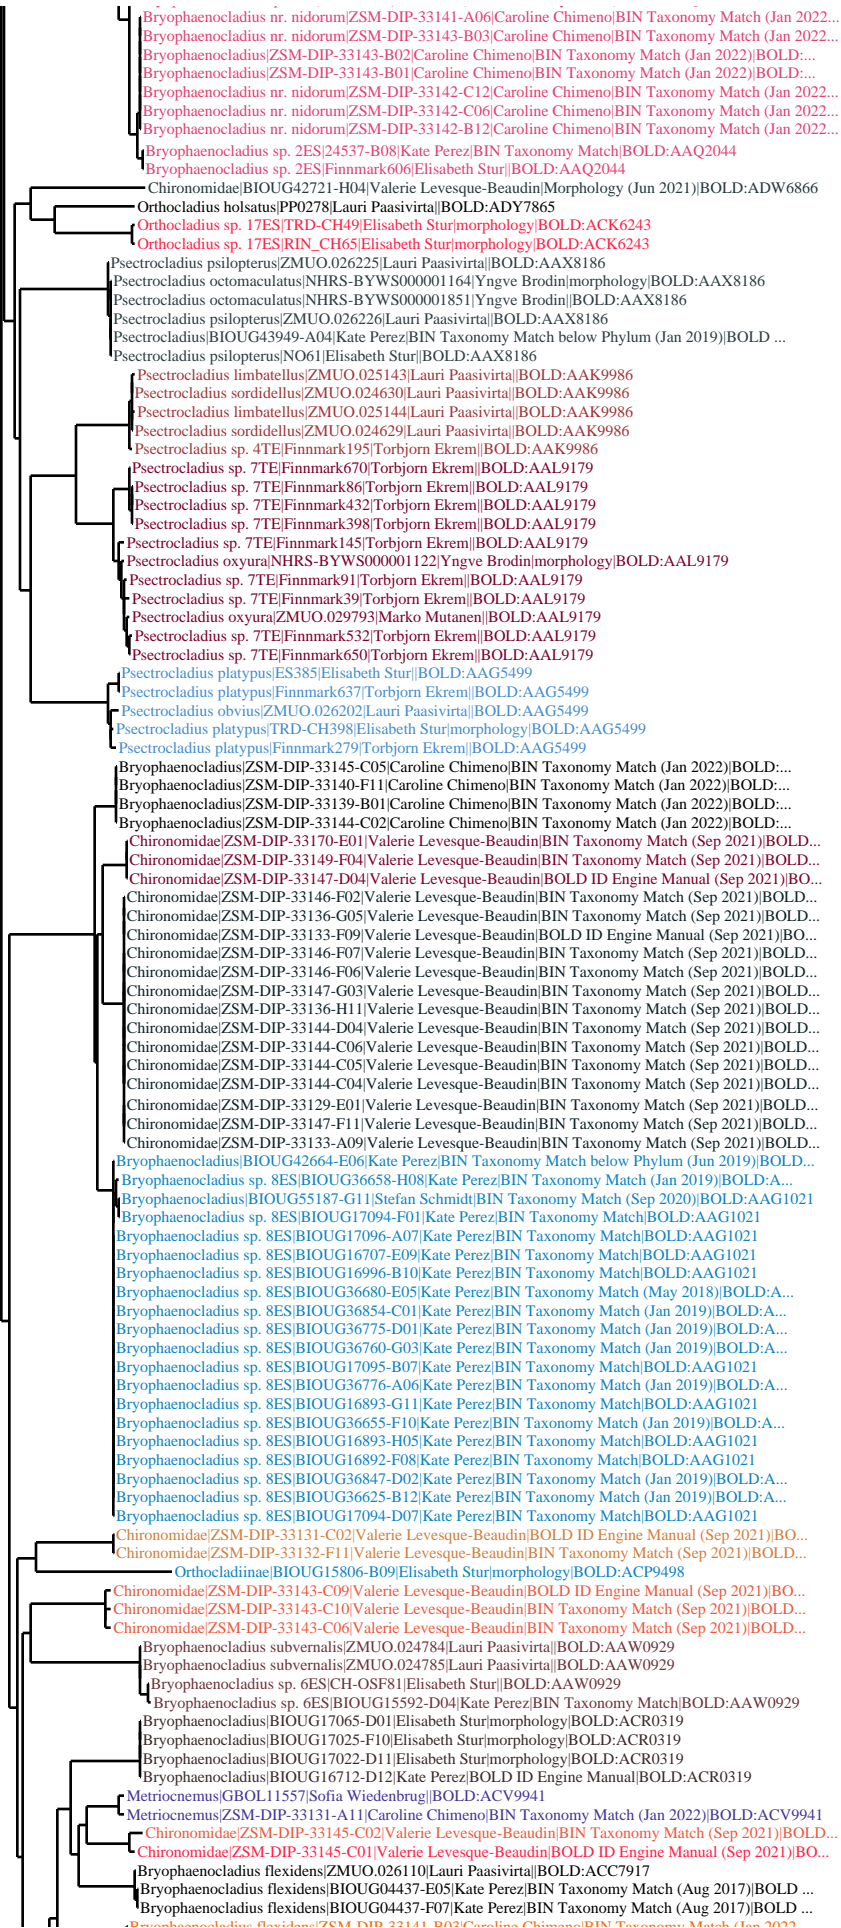 Bryophaenocladius nr. nidorum|ZSM-DIP-33141-A06|Caroline Chimeno|BIN Taxonomy Match (Jan 2022...
Bryophaenocladius nr. nidorum|ZSM-DIP-33143-B03|Caroline Chimeno|BIN Taxonomy Match (Jan 2022...
Bryophaenocladius|ZSM-DIP-33143-B02|Caroline Chimeno|BIN Taxonomy Match (Jan 2022)|BOLD:...
Bryophaenocladius|ZSM-DIP-33143-B01|Caroline Chimeno|BIN Taxonomy Match (Jan 2022)|BOLD:...
Bryophaenocladius nr. nidorum|ZSM-DIP-33142-C12|Caroline Chimeno|BIN Taxonomy Match (Jan 2022...
Bryophaenocladius nr. nidorum|ZSM-DIP-33142-C06|Caroline Chimeno|BIN Taxonomy Match (Jan 2022...
Bryophaenocladius nr. nidorum|ZSM-DIP-33142-B12|Caroline Chimeno|BIN Taxonomy Match (Jan 2022...
Bryophaenocladius sp. 2ES|24537-B08|Kate Perez|BIN Taxonomy Match|BOLD:AAQ2044
Bryophaenocladius sp. 2ES|Finnmark606|Elisabeth Stur||BOLD:AAQ2044
Chironomidae|BIOUG42721-H04|Valerie Levesque-Beaudin|Morphology (Jun 2021)|BOLD:ADW6866
Orthocladius holsatus|PP0278|Lauri Paasivirta||BOLD:ADY7865
Orthocladius sp. 17ES|TRD-CH49|Elisabeth Stur|morphology|BOLD:ACK6243
Orthocladius sp. 17ES|RIN_CH65|Elisabeth Stur|morphology|BOLD:ACK6243
Psectrocladius psilopterus|ZMUO.026225|Lauri Paasivirta||BOLD:AAX8186
Psectrocladius octomaculatus|NHRS-BYWS000001164|Yngve Brodin|morphology|BOLD:AAX8186
Psectrocladius octomaculatus|NHRS-BYWS000001851|Yngve Brodin||BOLD:AAX8186
Psectrocladius psilopterus|ZMUO.026226|Lauri Paasivirta||BOLD:AAX8186
Psectrocladius|BIOUG43949-A04|Kate Perez|BIN Taxonomy Match below Phylum (Jan 2019)|BOLD ...
Psectrocladius psilopterus|NO61|Elisabeth Stur||BOLD:AAX8186
Psectrocladius limbatellus|ZMUO.025143|Lauri Paasivirta||BOLD:AAK9986
Psectrocladius sordidellus|ZMUO.024630|Lauri Paasivirta||BOLD:AAK9986
Psectrocladius limbatellus|ZMUO.025144|Lauri Paasivirta||BOLD:AAK9986
Psectrocladius sordidellus|ZMUO.024629|Lauri Paasivirta||BOLD:AAK9986
Psectrocladius sp. 4TE|Finnmark195|Torbjorn Ekrem||BOLD:AAK9986
Psectrocladius sp. 7TE|Finnmark670|Torbjorn Ekrem||BOLD:AAL9179
Psectrocladius sp. 7TE|Finnmark86|Torbjorn Ekrem||BOLD:AAL9179
Psectrocladius sp. 7TE|Finnmark432|Torbjorn Ekrem||BOLD:AAL9179
Psectrocladius sp. 7TE|Finnmark398|Torbjorn Ekrem||BOLD:AAL9179
Psectrocladius sp. 7TE|Finnmark145|Torbjorn Ekrem||BOLD:AAL9179
Psectrocladius oxyura|NHRS-BYWS000001122|Yngve Brodin|morphology|BOLD:AAL9179
Psectrocladius sp. 7TE|Finnmark91|Torbjorn Ekrem||BOLD:AAL9179
Psectrocladius sp. 7TE|Finnmark39|Torbjorn Ekrem||BOLD:AAL9179
Psectrocladius oxyura|ZMUO.029793|Marko Mutanen||BOLD:AAL9179
Psectrocladius sp. 7TE|Finnmark532|Torbjorn Ekrem||BOLD:AAL9179
Psectrocladius sp. 7TE|Finnmark650|Torbjorn Ekrem||BOLD:AAL9179
Psectrocladius platypus|ES385|Elisabeth Stur||BOLD:AAG5499
Psectrocladius platypus|Finnmark637|Torbjorn Ekrem||BOLD:AAG5499
Psectrocladius obvius|ZMUO.026202|Lauri Paasivirta||BOLD:AAG5499
Psectrocladius platypus|TRD-CH398|Elisabeth Stur|morphology|BOLD:AAG5499
Psectrocladius platypus|Finnmark279|Torbjorn Ekrem||BOLD:AAG5499
Bryophaenocladius|ZSM-DIP-33145-C05|Caroline Chimeno|BIN Taxonomy Match (Jan 2022)|BOLD:...
Bryophaenocladius|ZSM-DIP-33140-F11|Caroline Chimeno|BIN Taxonomy Match (Jan 2022)|BOLD:...
Bryophaenocladius|ZSM-DIP-33139-B01|Caroline Chimeno|BIN Taxonomy Match (Jan 2022)|BOLD:...
Bryophaenocladius|ZSM-DIP-33144-C02|Caroline Chimeno|BIN Taxonomy Match (Jan 2022)|BOLD:...
Chironomidae|ZSM-DIP-33170-E01|Valerie Levesque-Beaudin|BIN Taxonomy Match (Sep 2021)|BOLD...
Chironomidae|ZSM-DIP-33149-F04|Valerie Levesque-Beaudin|BIN Taxonomy Match (Sep 2021)|BOLD...
Chironomidae|ZSM-DIP-33147-D04|Valerie Levesque-Beaudin|BOLD ID Engine Manual (Sep 2021)|BO...
Chironomidae|ZSM-DIP-33146-F02|Valerie Levesque-Beaudin|BIN Taxonomy Match (Sep 2021)|BOLD...
Chironomidae|ZSM-DIP-33136-G05|Valerie Levesque-Beaudin|BIN Taxonomy Match (Sep 2021)|BOLD...
Chironomidae|ZSM-DIP-33133-F09|Valerie Levesque-Beaudin|BOLD ID Engine Manual (Sep 2021)|BO...
Chironomidae|ZSM-DIP-33146-F07|Valerie Levesque-Beaudin|BIN Taxonomy Match (Sep 2021)|BOLD...
Chironomidae|ZSM-DIP-33146-F06|Valerie Levesque-Beaudin|BIN Taxonomy Match (Sep 2021)|BOLD...
Chironomidae|ZSM-DIP-33147-G03|Valerie Levesque-Beaudin|BIN Taxonomy Match (Sep 2021)|BOLD...
Chironomidae|ZSM-DIP-33136-H11|Valerie Levesque-Beaudin|BIN Taxonomy Match (Sep 2021)|BOLD...
Chironomidae|ZSM-DIP-33144-D04|Valerie Levesque-Beaudin|BIN Taxonomy Match (Sep 2021)|BOLD...
Chironomidae|ZSM-DIP-33144-C06|Valerie Levesque-Beaudin|BIN Taxonomy Match (Sep 2021)|BOLD...
Chironomidae|ZSM-DIP-33144-C05|Valerie Levesque-Beaudin|BIN Taxonomy Match (Sep 2021)|BOLD...
Chironomidae|ZSM-DIP-33144-C04|Valerie Levesque-Beaudin|BIN Taxonomy Match (Sep 2021)|BOLD...
Chironomidae|ZSM-DIP-33129-E01|Valerie Levesque-Beaudin|BIN Taxonomy Match (Sep 2021)|BOLD...
Chironomidae|ZSM-DIP-33147-F11|Valerie Levesque-Beaudin|BIN Taxonomy Match (Sep 2021)|BOLD...
Chironomidae|ZSM-DIP-33133-A09|Valerie Levesque-Beaudin|BIN Taxonomy Match (Sep 2021)|BOLD...
Bryophaenocladius|BIOUG42664-E06|Kate Perez|BIN Taxonomy Match below Phylum (Jun 2019)|BOLD...
Bryophaenocladius sp. 8ES|BIOUG36658-H08|Kate Perez|BIN Taxonomy Match (Jan 2019)|BOLD:A...
Bryophaenocladius|BIOUG55187-G11|Stefan Schmidt|BIN Taxonomy Match (Sep 2020)|BOLD:AAG1021
Bryophaenocladius sp. 8ES|BIOUG17094-F01|Kate Perez|BIN Taxonomy Match|BOLD:AAG1021
Bryophaenocladius sp. 8ES|BIOUG17096-A07|Kate Perez|BIN Taxonomy Match|BOLD:AAG1021
Bryophaenocladius sp. 8ES|BIOUG16707-E09|Kate Perez|BIN Taxonomy Match|BOLD:AAG1021
Bryophaenocladius sp. 8ES|BIOUG16996-B10|Kate Perez|BIN Taxonomy Match|BOLD:AAG1021
Bryophaenocladius sp. 8ES|BIOUG36680-E05|Kate Perez|BIN Taxonomy Match (May 2018)|BOLD:A...
Bryophaenocladius sp. 8ES|BIOUG36854-C01|Kate Perez|BIN Taxonomy Match (Jan 2019)|BOLD:A...
Bryophaenocladius sp. 8ES|BIOUG36775-D01|Kate Perez|BIN Taxonomy Match (Jan 2019)|BOLD:A...
Bryophaenocladius sp. 8ES|BIOUG36760-G03|Kate Perez|BIN Taxonomy Match (Jan 2019)|BOLD:A...
Bryophaenocladius sp. 8ES|BIOUG17095-B07|Kate Perez|BIN Taxonomy Match|BOLD:AAG1021
Bryophaenocladius sp. 8ES|BIOUG36776-A06|Kate Perez|BIN Taxonomy Match (Jan 2019)|BOLD:A...
Bryophaenocladius sp. 8ES|BIOUG16893-G11|Kate Perez|BIN Taxonomy Match|BOLD:AAG1021
Bryophaenocladius sp. 8ES|BIOUG36655-F10|Kate Perez|BIN Taxonomy Match (Jan 2019)|BOLD:A...
Bryophaenocladius sp. 8ES|BIOUG16893-H05|Kate Perez|BIN Taxonomy Match|BOLD:AAG1021
Bryophaenocladius sp. 8ES|BIOUG16892-F08|Kate Perez|BIN Taxonomy Match|BOLD:AAG1021
Bryophaenocladius sp. 8ES|BIOUG36847-D02|Kate Perez|BIN Taxonomy Match (Jan 2019)|BOLD:A...
Bryophaenocladius sp. 8ES|BIOUG36625-B12|Kate Perez|BIN Taxonomy Match (Jan 2019)|BOLD:A...
Bryophaenocladius sp. 8ES|BIOUG17094-D07|Kate Perez|BIN Taxonomy Match|BOLD:AAG1021
Chironomidae|ZSM-DIP-33131-C02|Valerie Levesque-Beaudin|BOLD ID Engine Manual (Sep 2021)|BO...
Chironomidae|ZSM-DIP-33132-F11|Valerie Levesque-Beaudin|BIN Taxonomy Match (Sep 2021)|BOLD...
Orthocladiinae|BIOUG15806-B09|Elisabeth Stur|morphology|BOLD:ACP9498
Chironomidae|ZSM-DIP-33143-C09|Valerie Levesque-Beaudin|BOLD ID Engine Manual (Sep 2021)|BO...
Chironomidae|ZSM-DIP-33143-C10|Valerie Levesque-Beaudin|BIN Taxonomy Match (Sep 2021)|BOLD...
Chironomidae|ZSM-DIP-33143-C06|Valerie Levesque-Beaudin|BIN Taxonomy Match (Sep 2021)|BOLD...
Bryophaenocladius subvernalis|ZMUO.024784|Lauri Paasivirta||BOLD:AAW0929
Bryophaenocladius subvernalis|ZMUO.024785|Lauri Paasivirta||BOLD:AAW0929
Bryophaenocladius sp. 6ES|CH-OSF81|Elisabeth Stur||BOLD:AAW0929
Bryophaenocladius sp. 6ES|BIOUG15592-D04|Kate Perez|BIN Taxonomy Match|BOLD:AAW0929
Bryophaenocladius|BIOUG17065-D01|Elisabeth Stur|morphology|BOLD:ACR0319
Bryophaenocladius|BIOUG17025-F10|Elisabeth Stur|morphology|BOLD:ACR0319
Bryophaenocladius|BIOUG17022-D11|Elisabeth Stur|morphology|BOLD:ACR0319
Bryophaenocladius|BIOUG16712-D12|Kate Perez|BOLD ID Engine Manual|BOLD:ACR0319
Metriocnemus|GBOL11557|Sofia Wiedenbrug||BOLD:ACV9941
Metriocnemus|ZSM-DIP-33131-A11|Caroline Chimeno|BIN Taxonomy Match (Jan 2022)|BOLD:ACV9941
Chironomidae|ZSM-DIP-33145-C02|Valerie Levesque-Beaudin|BIN Taxonomy Match (Sep 2021)|BOLD...
Chironomidae|ZSM-DIP-33145-C01|Valerie Levesque-Beaudin|BOLD ID Engine Manual (Sep 2021)|BO...
Bryophaenocladius flexidens|ZMUO.026110|Lauri Paasivirta||BOLD:ACC7917
Bryophaenocladius flexidens|BIOUG04437-E05|Kate Perez|BIN Taxonomy Match (Aug 2017)|BOLD ...
Bryophaenocladius flexidens|BIOUG04437-F07|Kate Perez|BIN Taxonomy Match (Aug 2017)|BOLD ...
Bryophaenocladius flexidens|ZSM-DIP-33141-B03|Caroline Chimeno|BIN Taxonomy Match (Jan 2022...